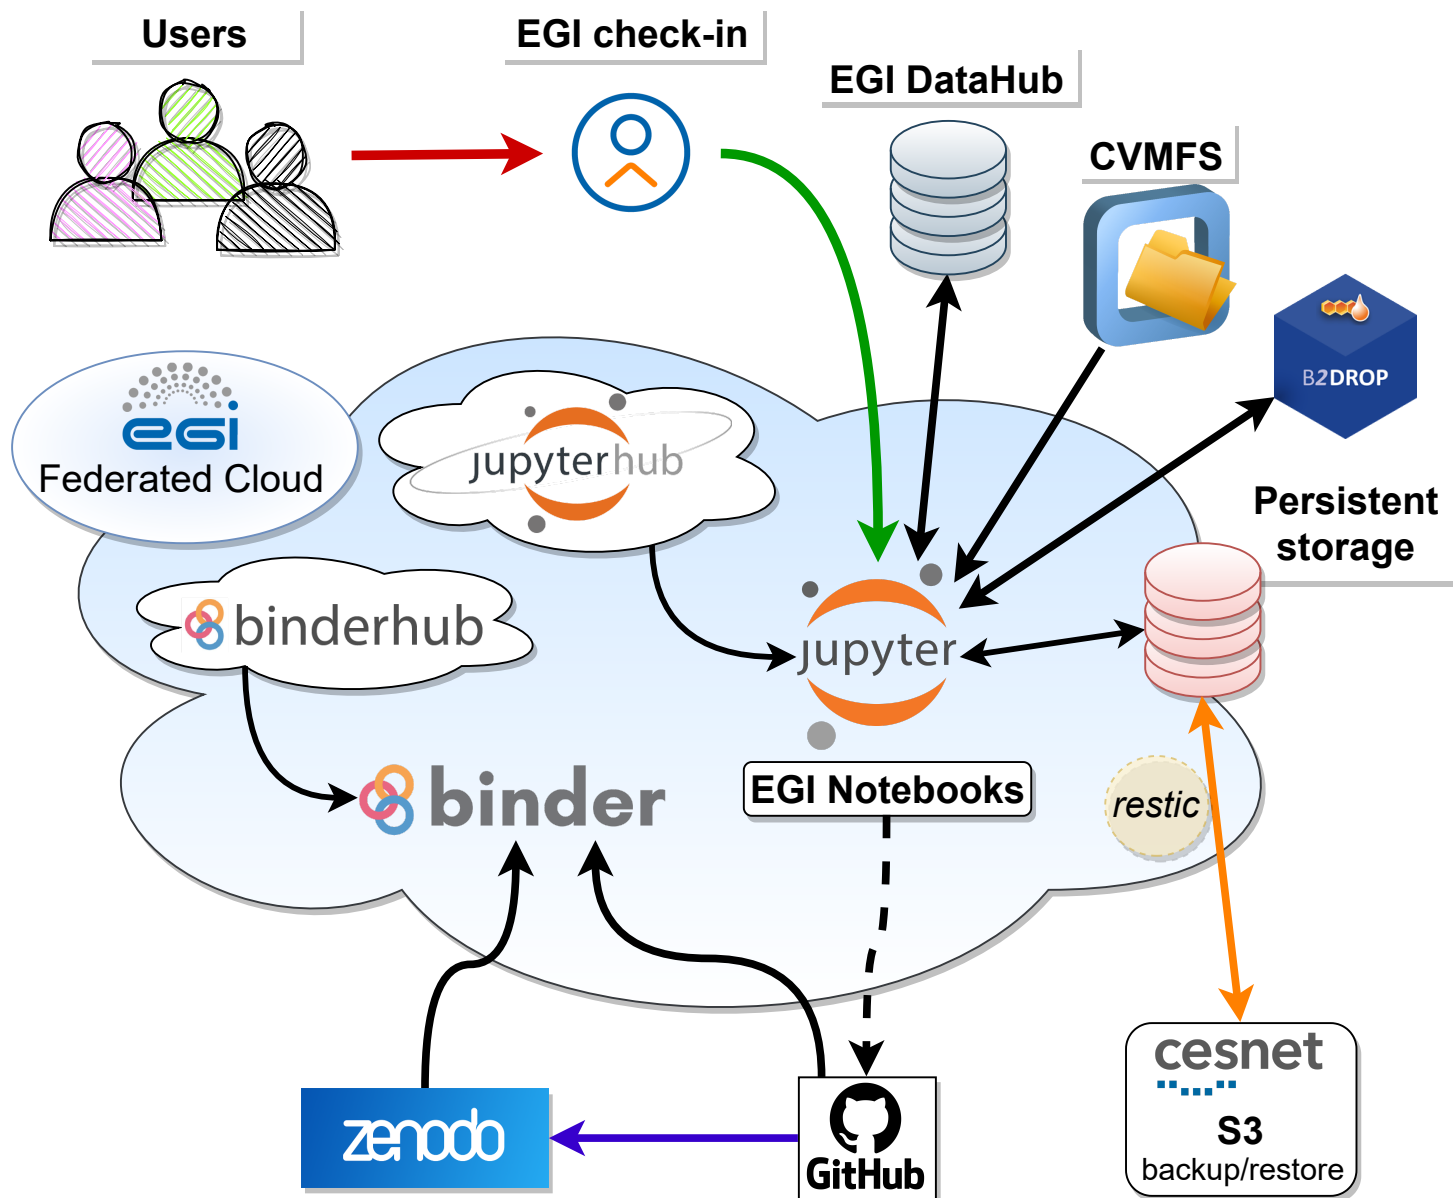 Users
EGI check-in
EGI DataHub
CVMFS
B2DROP
egi
Federated Cloud
jupyterhub
Persistent
storage
binderhub
jupyter
binder
EGI Notebooks
restic
zenodo
GitHub
cesnet
S3
backup/restore